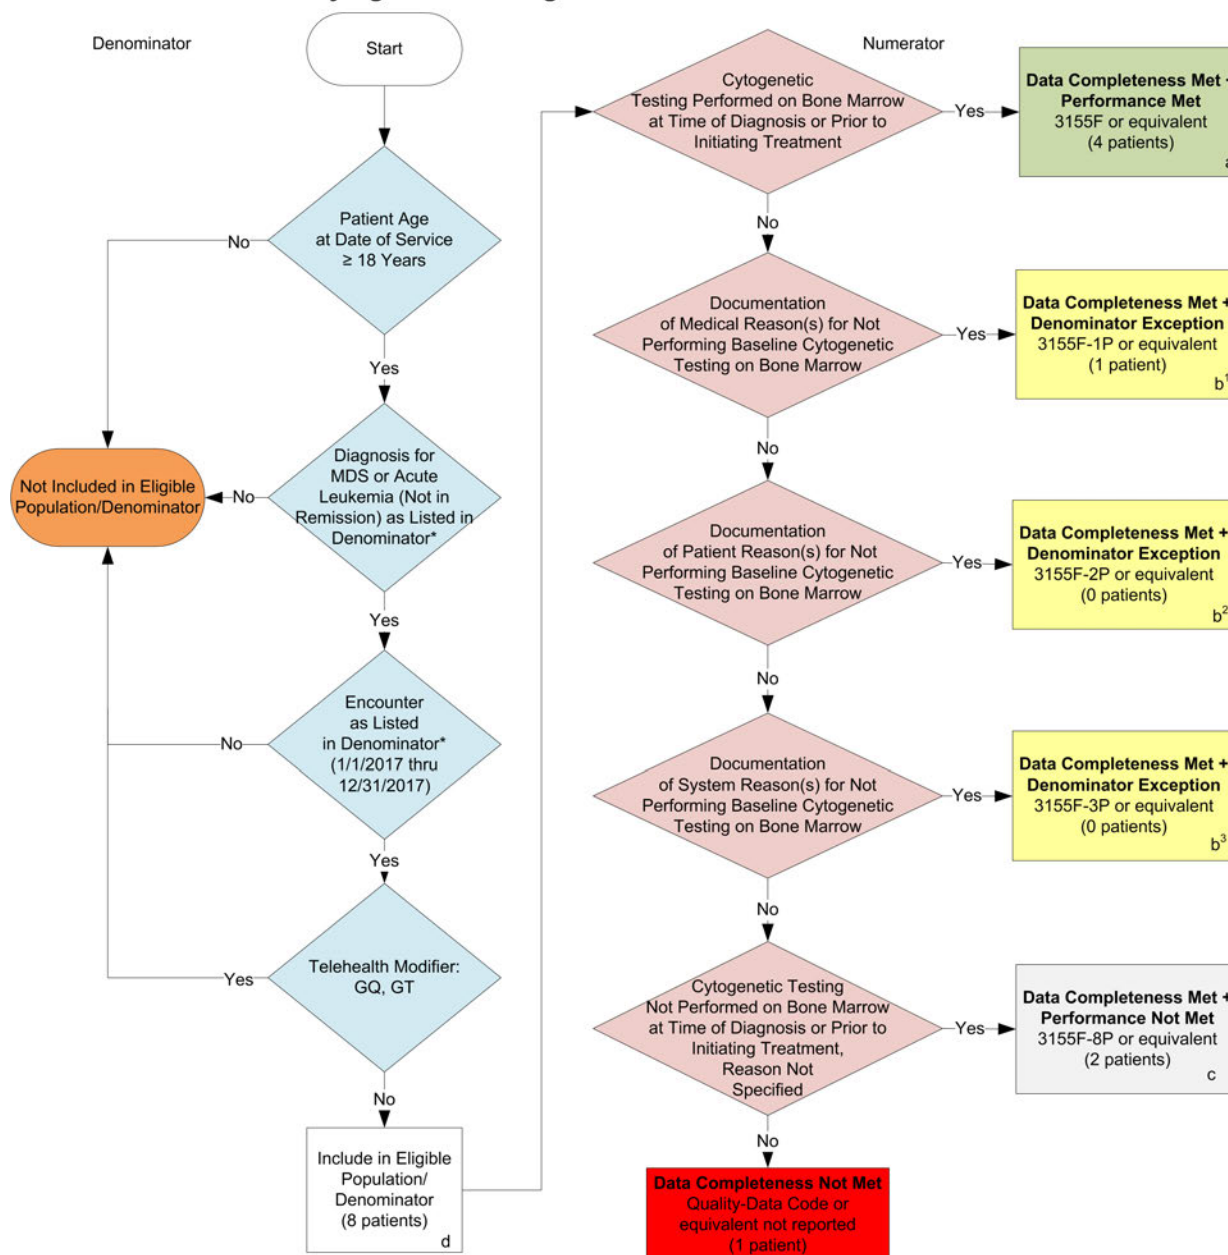 Denominator
Start
Patient Age
at Date of Service
≥ 18 Years
No
Yes
Diagnosis for
MDS or Acute
Leukemia (Not in
Remission) as Listed in
Denominator*
No
Not Included in Eligible
Population/Denominator
Yes
Encounter
as Listed
in Denominator*
(1/1/2017 thru
12/31/2017)
No
Yes
Telehealth Modifier:
GQ, GT
Yes
No
Include in Eligible
Population/
Denominator
(8 patients)
d
Numerator
Cytogenetic
Testing Performed on Bone Marrow
at Time of Diagnosis or Prior to
Initiating Treatment
Yes
Data Completeness Met +
Performance Met
3155F or equivalent
(4 patients)
a
No
Documentation
of Medical Reason(s) for Not
Performing Baseline Cytogenetic
Testing on Bone Marrow
Yes
Data Completeness Met +
Denominator Exception
3155F-1P or equivalent
(1 patient)
b¹
No
Documentation
of Patient Reason(s) for Not
Performing Baseline Cytogenetic
Testing on Bone Marrow
Yes
Data Completeness Met +
Denominator Exception
3155F-2P or equivalent
(0 patients)
b²
No
Documentation
of System Reason(s) for Not
Performing Baseline Cytogenetic
Testing on Bone Marrow
Yes
Data Completeness Met +
Denominator Exception
3155F-3P or equivalent
(0 patients)
b³
No
Cytogenetic Testing
Not Performed on Bone Marrow
at Time of Diagnosis or Prior to
Initiating Treatment,
Reason Not
Specified
Yes
Data Completeness Met +
Performance Not Met
3155F-8P or equivalent
(2 patients)
c
No
Data Completeness Not Met
Quality-Data Code or
equivalent not reported
(1 patient)